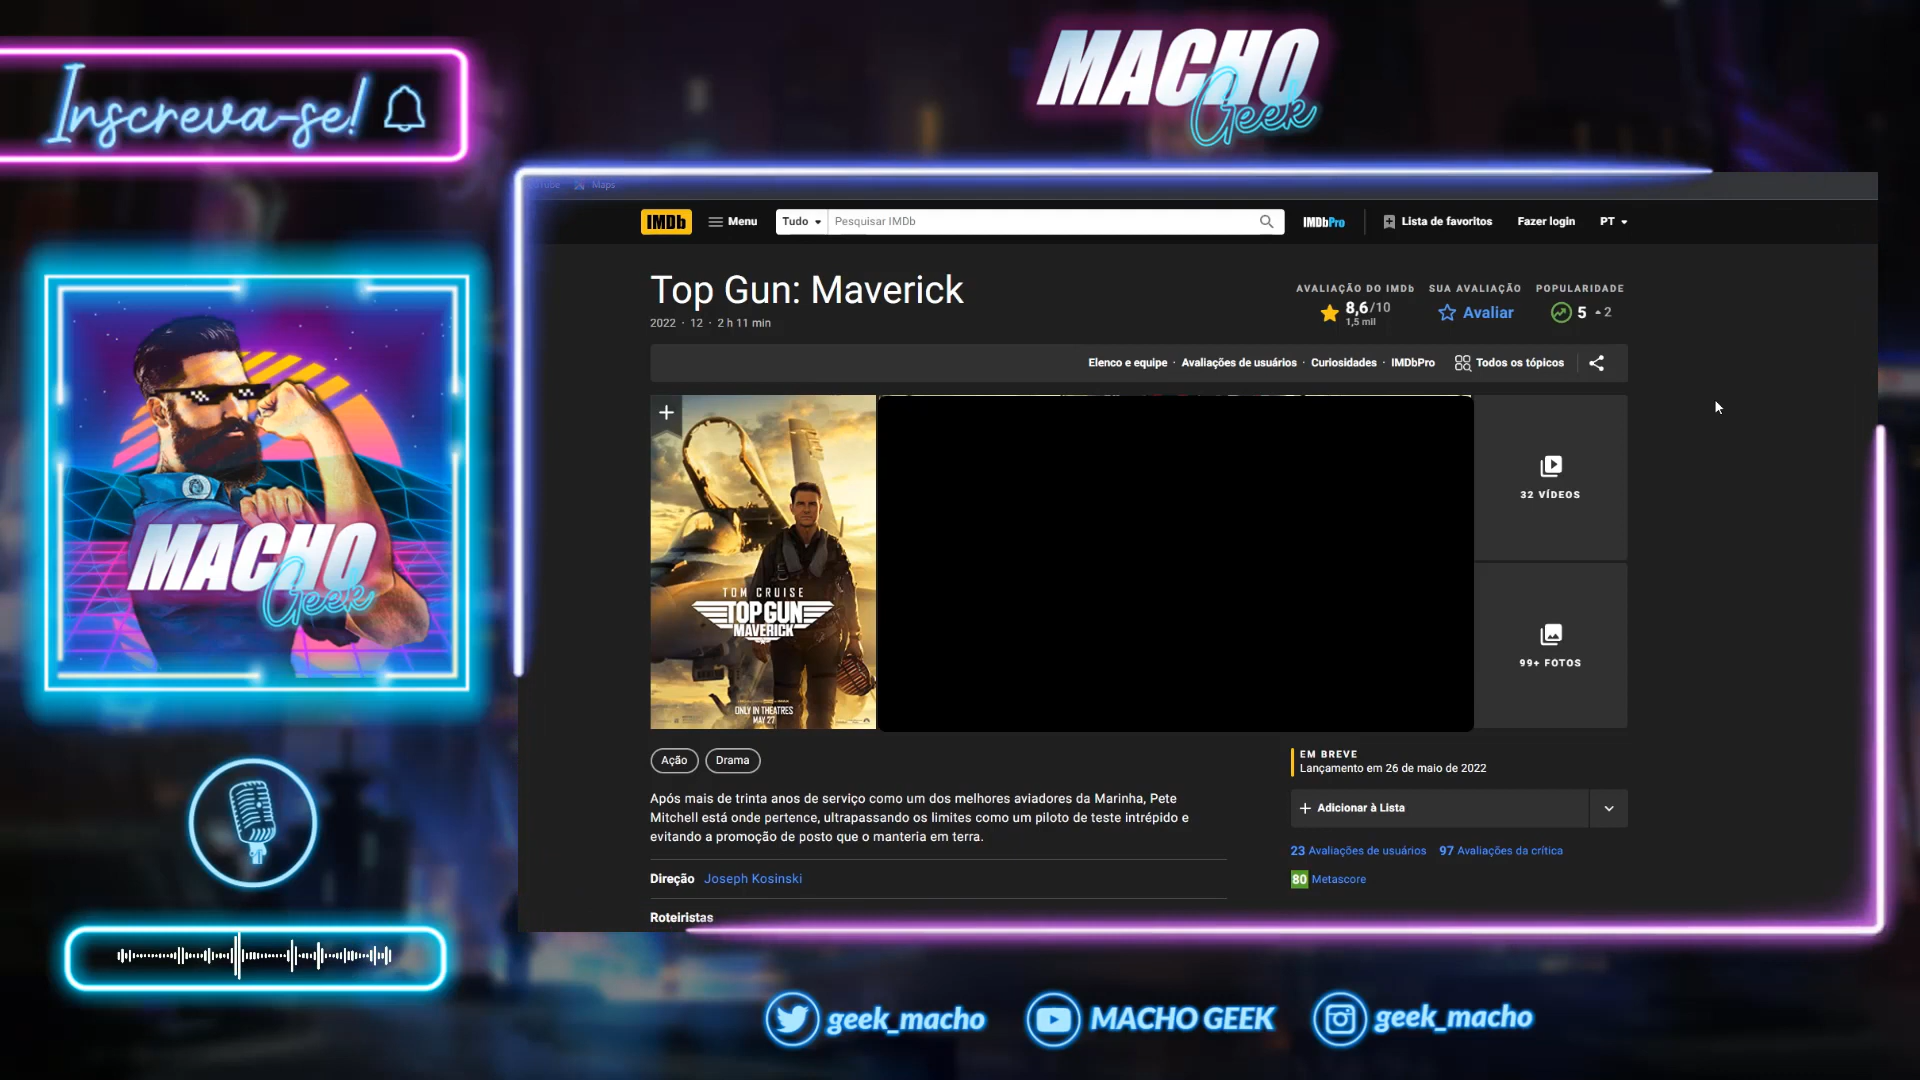 Inscreva-se!
MACHO
Geek
Maps
IMDb
Menu
Tudo
Pesquisar IMDb
IMDbPro
Lista de favoritos
Fazer login
PT
Top Gun: Maverick
2022 · 12 · 2 h 11 min
AVALIAÇÃO DO IMDb
8,6/10
1,5 mil
SUA AVALIAÇÃO
Avaliar
POPULARIDADE
5
2
Elenco e equipe · Avaliações de usuários · Curiosidades · IMDbPro
Todos os tópicos
TOM CRUISE
TOP GUN
MAVERICK
ONLY IN THEATRES
MAY 27
32 VÍDEOS
99+ FOTOS
MACHO
Geek
Ação
Drama
Após mais de trinta anos de serviço como um dos melhores aviadores da Marinha, Pete
Mitchell está onde pertence, ultrapassando os limites como um piloto de teste intrépido e
evitando a promoção de posto que o manteria em terra.
Direção Joseph Kosinski
Roteiristas
EM BREVE
Lançamento em 26 de maio de 2022
+ Adicionar à Lista
23 Avaliações de usuários
97 Avaliações da crítica
80 Metascore
geek_macho
MACHO GEEK
geek_macho